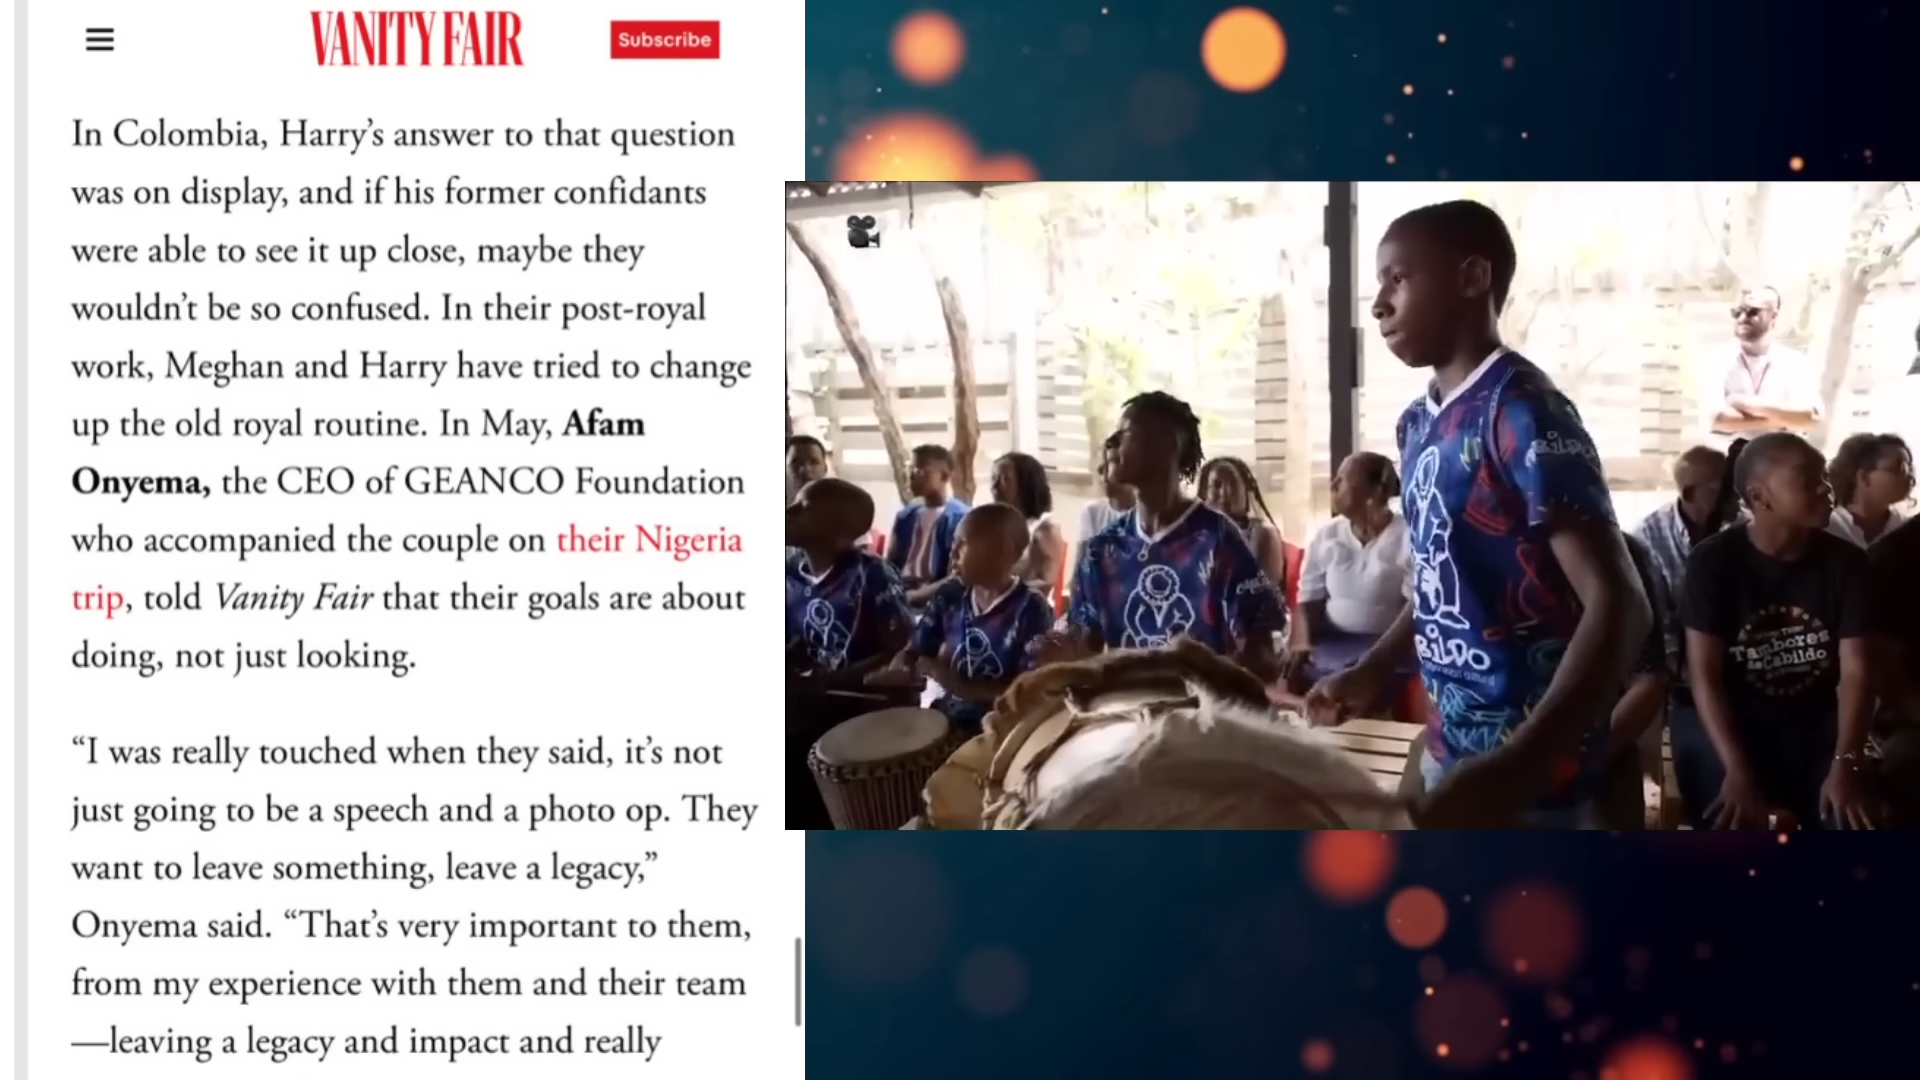 VANITY FAIR
Subscribe
In Colombia, Harry’s answer to that question
was on display, and if his former confidants
were able to see it up close, maybe they
wouldn’t be so confused. In their post-royal
work, Meghan and Harry have tried to change
up the old royal routine. In May, Afam
Onyema, the CEO of GEANCO Foundation
who accompanied the couple on their Nigeria
trip, told Vanity Fair that their goals are about
doing, not just looking.
“I was really touched when they said, it’s not
just going to be a speech and a photo op. They
want to leave something, leave a legacy,”
Onyema said. “That’s very important to them,
from my experience with them and their team
—leaving a legacy and impact and really
BiLDO
Tambores
de Cabildo